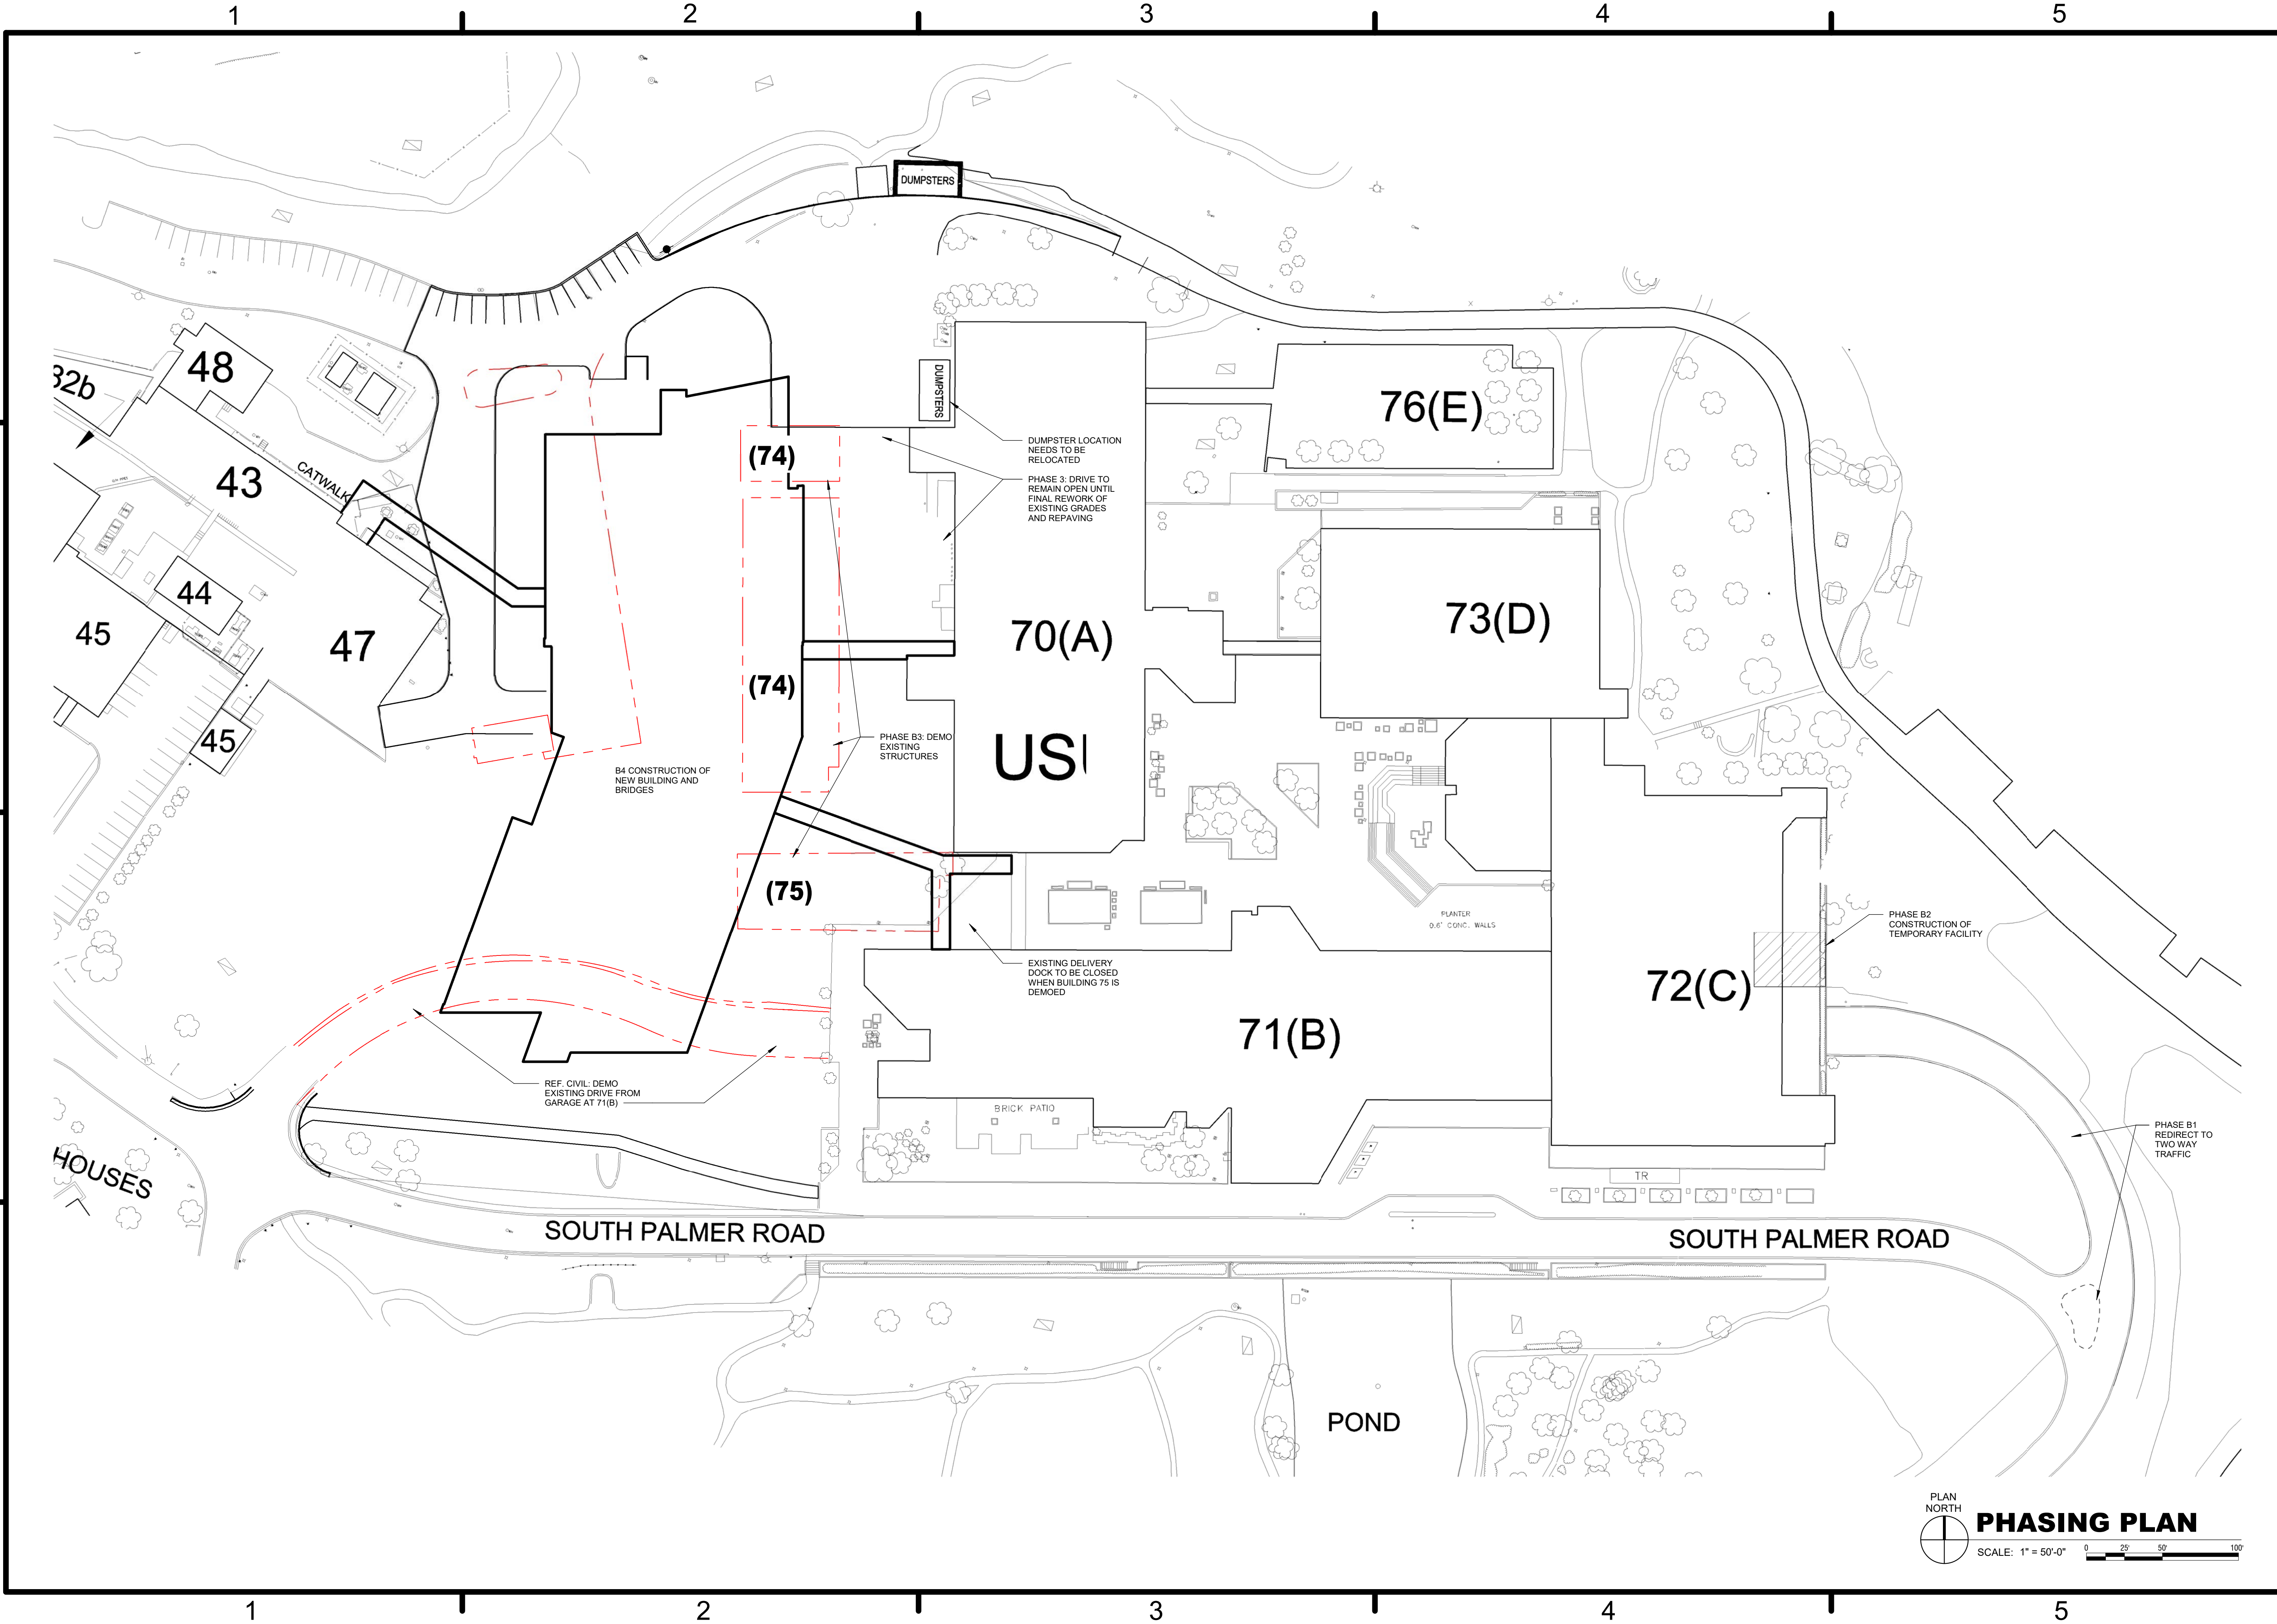 1
2
3
4
5
DUMPSTERS
48
32b
43
CATWALK
44
45
47
45
HOUSES
DUMPSTERS
(74)
(74)
(75)
DUMPSTER LOCATION
NEEDS TO BE
RELOCATED
PHASE 3: DRIVE TO
REMAIN OPEN UNTIL
FINAL REWORK OF
EXISTING GRADES
AND REPAVING
76(E)
70(A)
73(D)
US
PHASE B3: DEMO
EXISTING
STRUCTURES
B4 CONSTRUCTION OF
NEW BUILDING AND
BRIDGES
PLANTER
0.6' CONC. WALLS
PHASE B2
CONSTRUCTION OF
TEMPORARY FACILITY
EXISTING DELIVERY
DOCK TO BE CLOSED
WHEN BUILDING 75 IS
DEMOED
72(C)
71(B)
REF. CIVIL: DEMO
EXISTING DRIVE FROM
GARAGE AT 71(B)
BRICK PATIO
PHASE B1
REDIRECT TO
TWO WAY
TRAFFIC
TR
SOUTH PALMER ROAD
SOUTH PALMER ROAD
POND
PLAN
NORTH
PHASING PLAN
SCALE: 1" = 50'-0"
0 25' 50' 100'
1
2
3
4
5